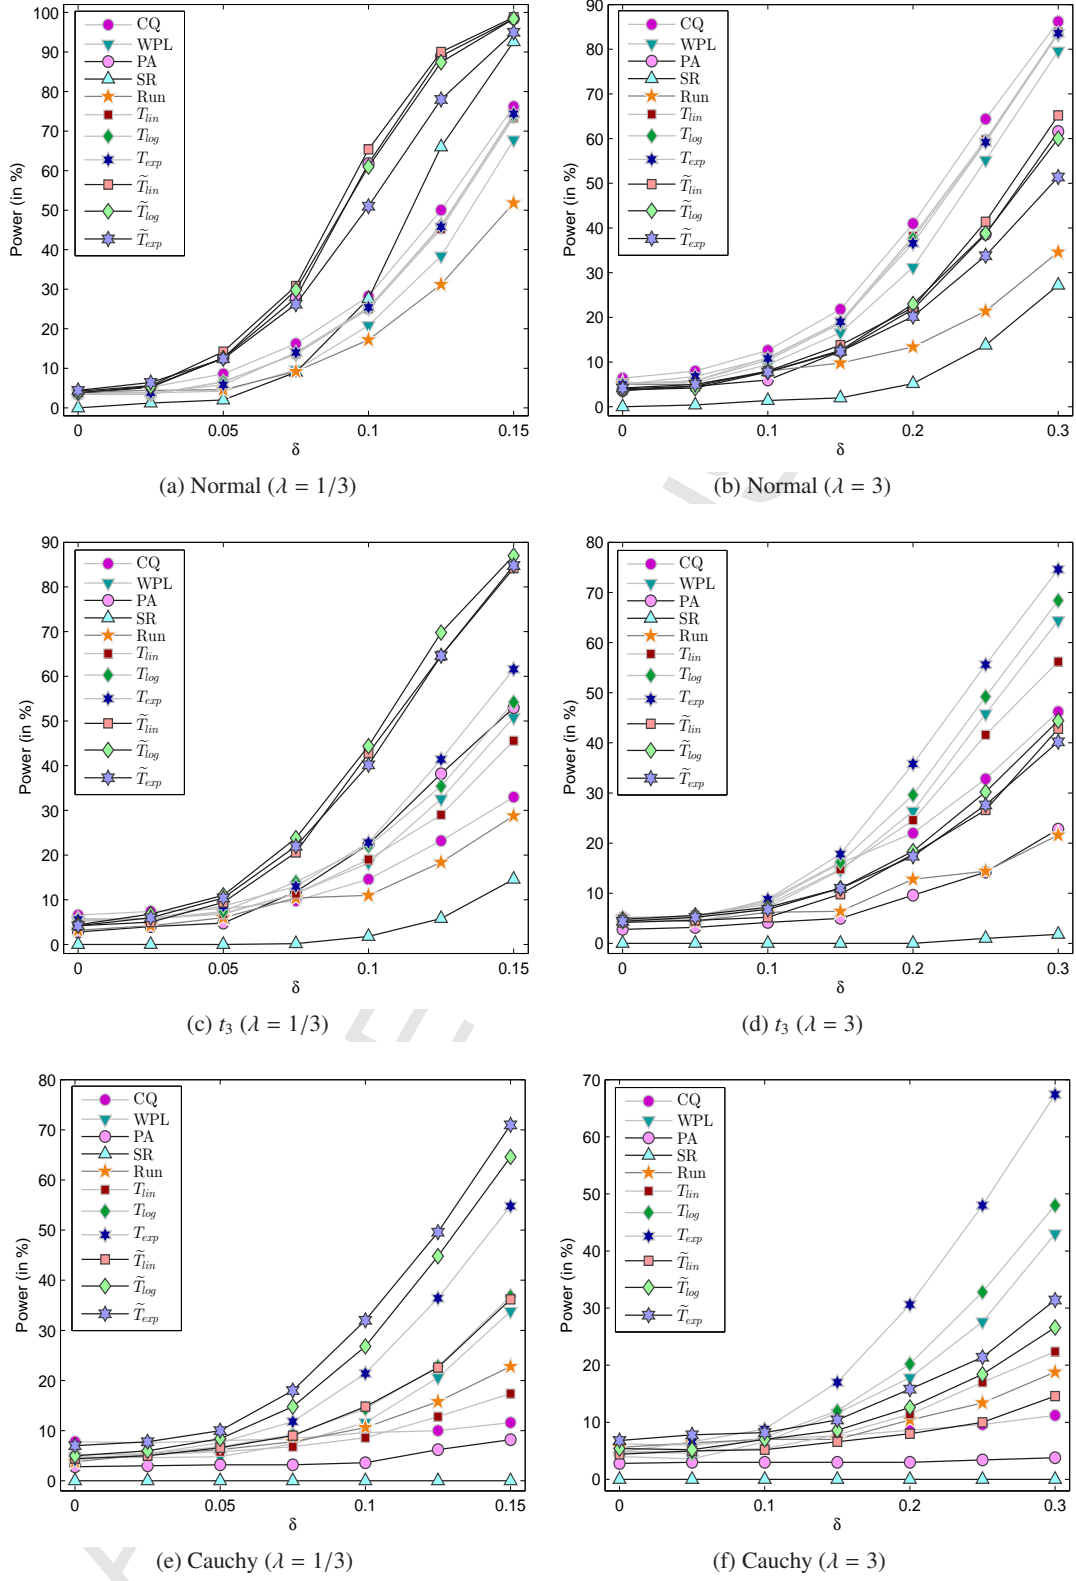 100
90
80
70
60
50
40
30
20
10
0
Power (in %)
CQ
WPL
PA
SR
Run
T_lin
T_log
T_exp
T̃_lin
T̃_log
T̃_exp
0 0.05 0.1 0.15
δ
(a) Normal (λ = 1/3)
90
80
70
60
50
40
30
20
10
0
Power (in %)
CQ
WPL
PA
SR
Run
T_lin
T_log
T_exp
T̃_lin
T̃_log
T̃_exp
0 0.1 0.2 0.3
δ
(b) Normal (λ = 3)
90
80
70
60
50
40
30
20
10
0
Power (in %)
CQ
WPL
PA
SR
Run
T_lin
T_log
T_exp
T̃_lin
T̃_log
T̃_exp
0 0.05 0.1 0.15
δ
(c) t₃ (λ = 1/3)
80
70
60
50
40
30
20
10
0
Power (in %)
CQ
WPL
PA
SR
Run
T_lin
T_log
T_exp
T̃_lin
T̃_log
T̃_exp
0 0.1 0.2 0.3
δ
(d) t₃ (λ = 3)
80
70
60
50
40
30
20
10
0
Power (in %)
CQ
WPL
PA
SR
Run
T_lin
T_log
T_exp
T̃_lin
T̃_log
T̃_exp
0 0.05 0.1 0.15
δ
(e) Cauchy (λ = 1/3)
70
60
50
40
30
20
10
0
Power (in %)
CQ
WPL
PA
SR
Run
T_lin
T_log
T_exp
T̃_lin
T̃_log
T̃_exp
0 0.1 0.2 0.3
δ
(f) Cauchy (λ = 3)